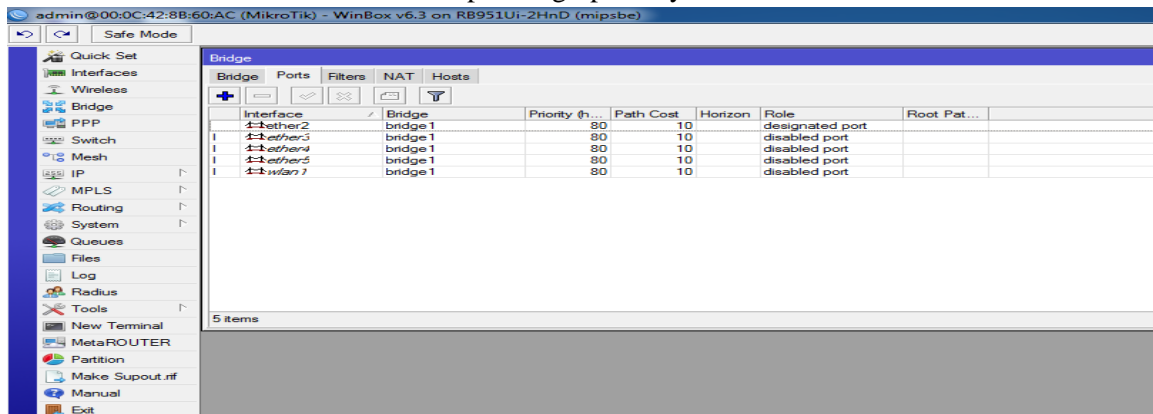 admin@00:0C:42:8B:60:AC (MikroTik) - WinBox v6.3 on RB951Ui-2HnD (mipsbe)
Safe Mode
Quick Set
Interfaces
Wireless
Bridge
PPP
Switch
Mesh
IP
MPLS
Routing
System
Queues
Files
Log
Radius
Tools
New Terminal
MetaROUTER
Partition
Make Supout.rif
Manual
Exit
Bridge
Bridge Ports Filters NAT Hosts
Interface Bridge Priority (h... Path Cost Horizon Role Root Pat...
ether2 bridge1 80 10 designated port
I ether3 bridge1 80 10 disabled port
I ether4 bridge1 80 10 disabled port
I ether5 bridge1 80 10 disabled port
I wlan1 bridge1 80 10 disabled port
5 items